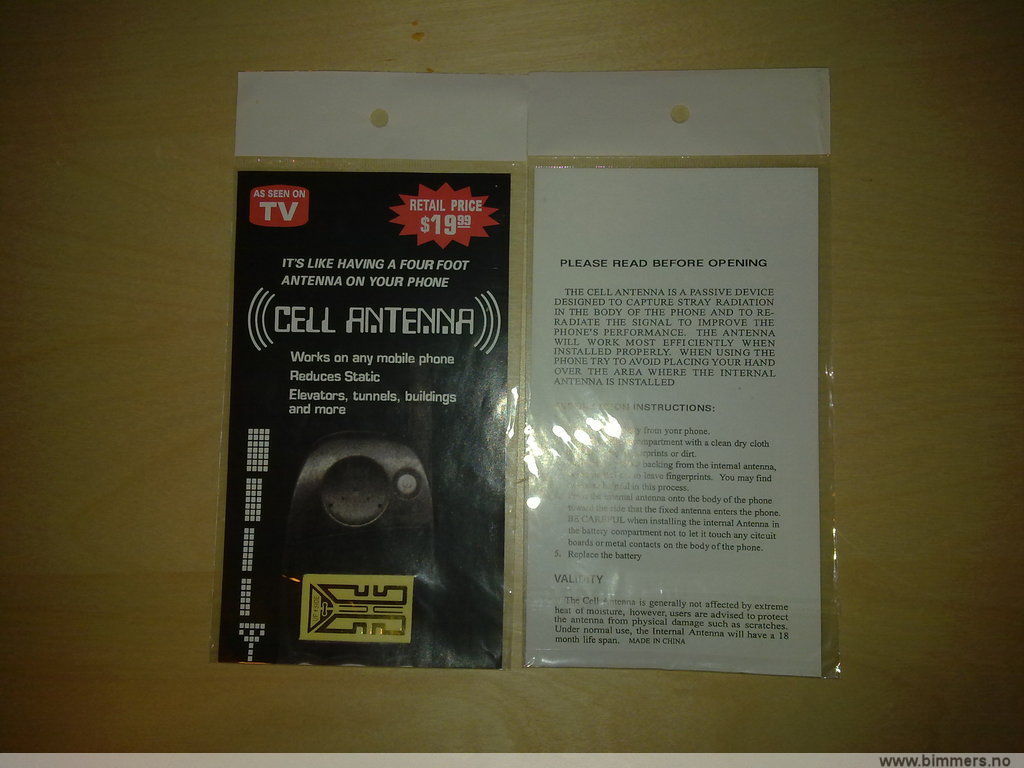 AS SEEN ON
TV
RETAIL PRICE
$19.99
IT'S LIKE HAVING A FOUR FOOT
ANTENNA ON YOUR PHONE
CELL ANTENNA
Works on any mobile phone
Reduces Static
Elevators, tunnels, buildings
and more
PLEASE READ BEFORE OPENING
THE CELL ANTENNA IS A PASSIVE DEVICE
DESIGNED TO CAPTURE STRAY RADIATION
IN THE BODY OF THE PHONE AND TO RE-
RADIATE THE SIGNAL TO IMPROVE THE
PHONE'S PERFORMANCE. THE ANTENNA
WILL WORK MOST EFFICIENTLY WHEN
INSTALLED PROPERLY. WHEN USING THE
PHONE TRY TO AVOID PLACING YOUR HAND
OVER THE AREA WHERE THE INTERNAL
ANTENNA IS INSTALLED
INSTRUCTIONS:
from your phone.
with a clean dry cloth
or dirt.
backing from the internal antenna,
to leave fingerprints. You may find
in this process.
the internal antenna onto the body of the phone
toward the side that the fixed antenna enters the phone.
BE CAREFUL when installing the internal Antenna in
the battery compartment not to let it touch any citcuit
boards or metal contacts on the body of the phone.
5. Replace the battery
VALIDITY
The Cell Antenna is generally not affected by extreme
heat of moisture, however, users are advised to protect
the antenna from physical damage such as scratches.
Under normal use, the Internal Antenna will have a 18
month life span. MADE IN CHINA
www.bimmers.no